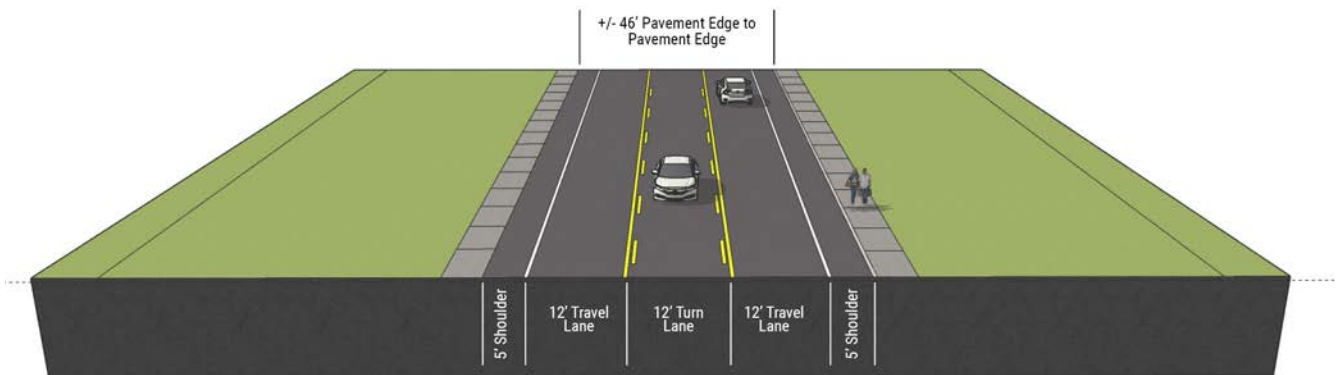 +/- 46' Pavement Edge to
Pavement Edge
5' Shoulder
12' Travel
Lane
12' Turn
Lane
12' Travel
Lane
5' Shoulder